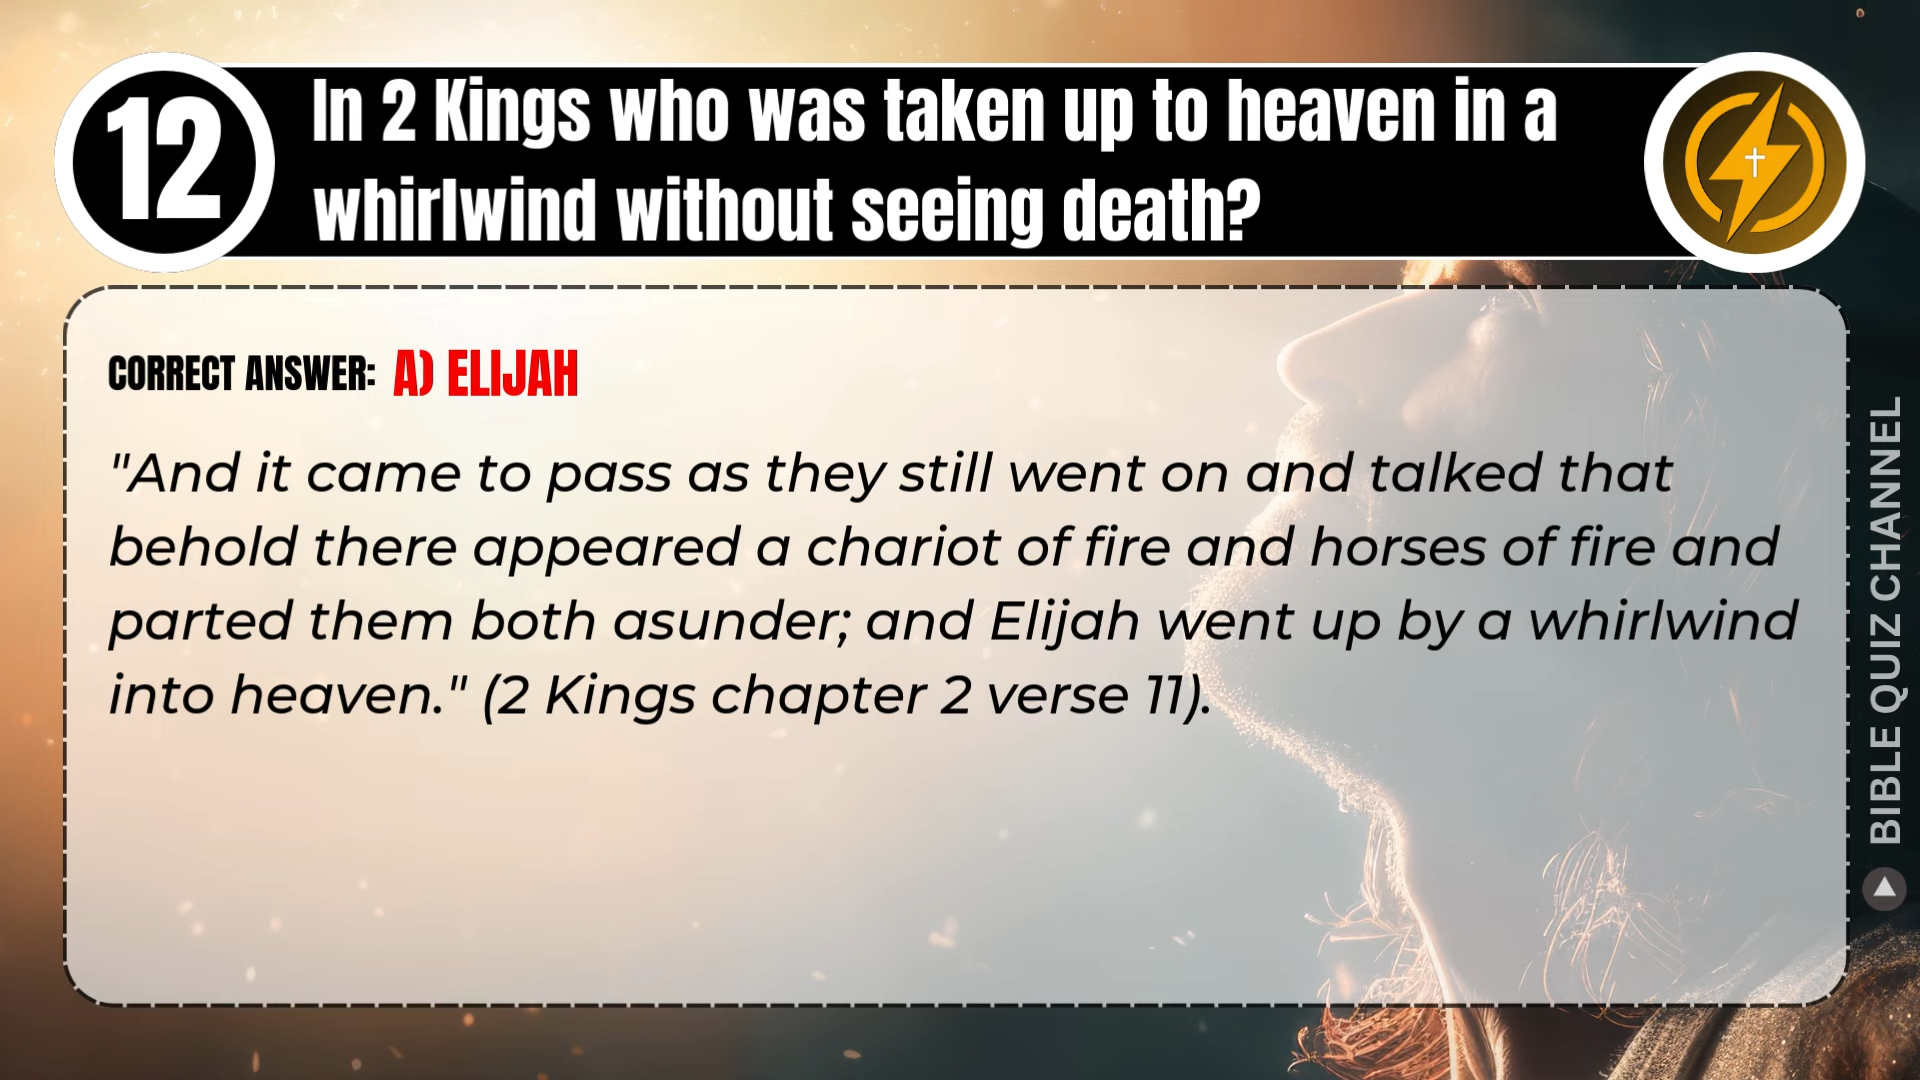 12
In 2 Kings who was taken up to heaven in a
whirlwind without seeing death?
CORRECT ANSWER: A) ELIJAH
"And it came to pass as they still went on and talked that
behold there appeared a chariot of fire and horses of fire and
parted them both asunder; and Elijah went up by a whirlwind
into heaven." (2 Kings chapter 2 verse 11).
BIBLE QUIZ CHANNEL